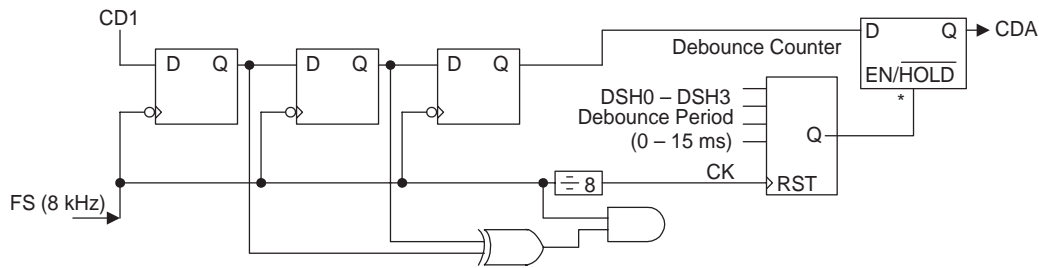 CD1
CDA
D Q
D Q
D Q
D Q
EN/HOLD
*
Debounce Counter
DSH0 – DSH3
Debounce Period
(0 – 15 ms)
Q
CK
RST
÷ 8
FS (8 kHz)